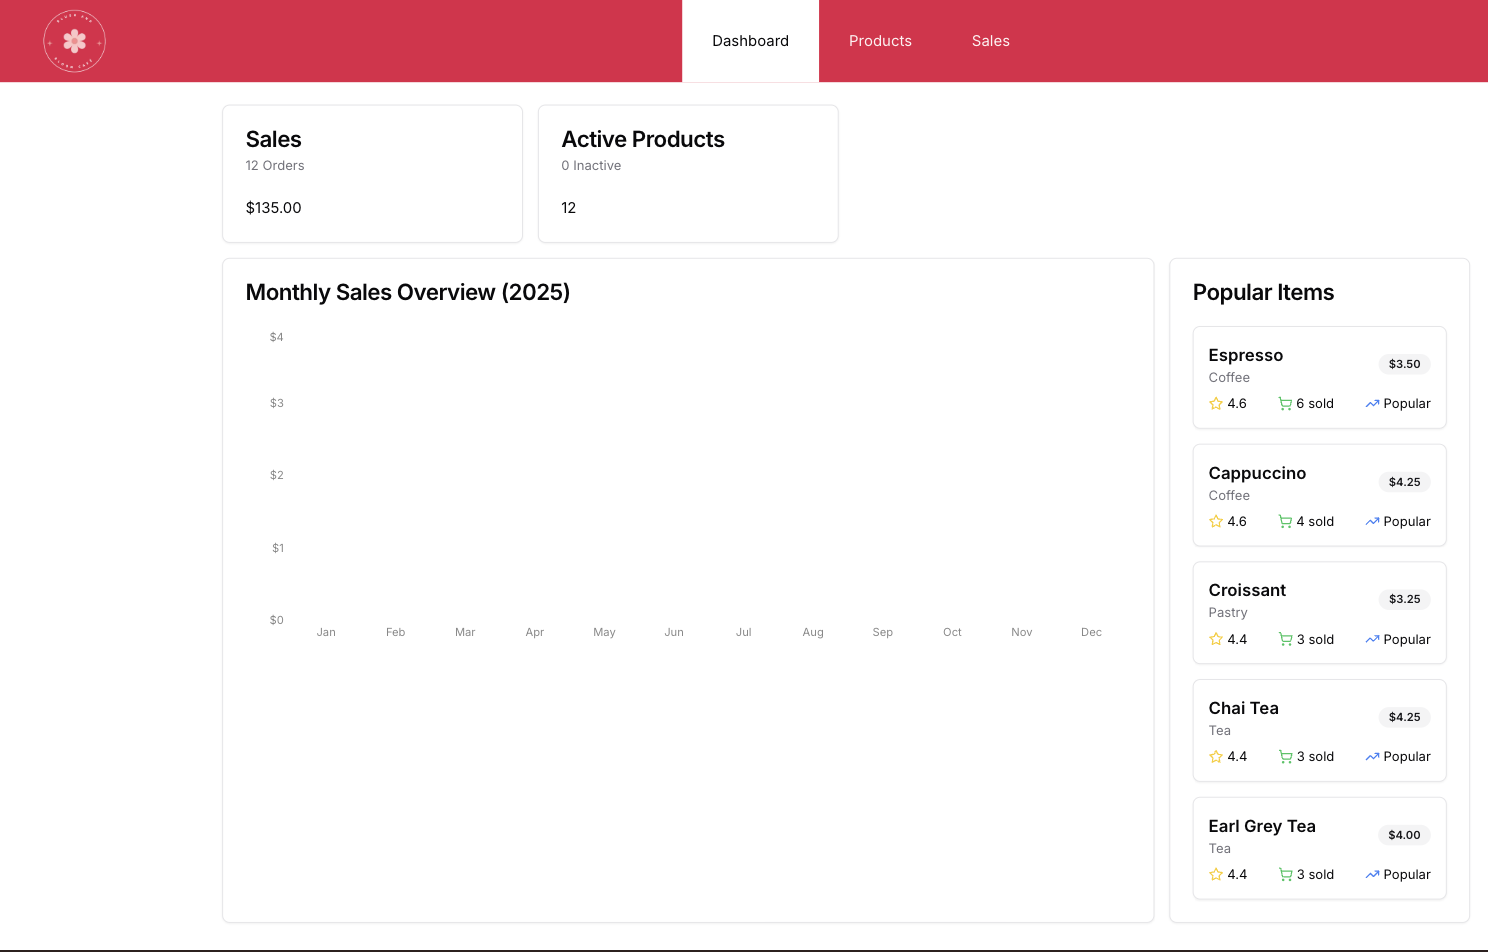 Dashboard
Products
Sales
Sales
12 Orders
$135.00
Active Products
0 Inactive
12
Monthly Sales Overview (2025)
$4
$3
$2
$1
$0
Jan Feb Mar Apr May Jun Jul Aug Sep Oct Nov Dec
Popular Items
Espresso
$3.50
Coffee
4.6 6 sold Popular
Cappuccino
$4.25
Coffee
4.6 4 sold Popular
Croissant
$3.25
Pastry
4.4 3 sold Popular
Chai Tea
$4.25
Tea
4.4 3 sold Popular
Earl Grey Tea
$4.00
Tea
4.4 3 sold Popular